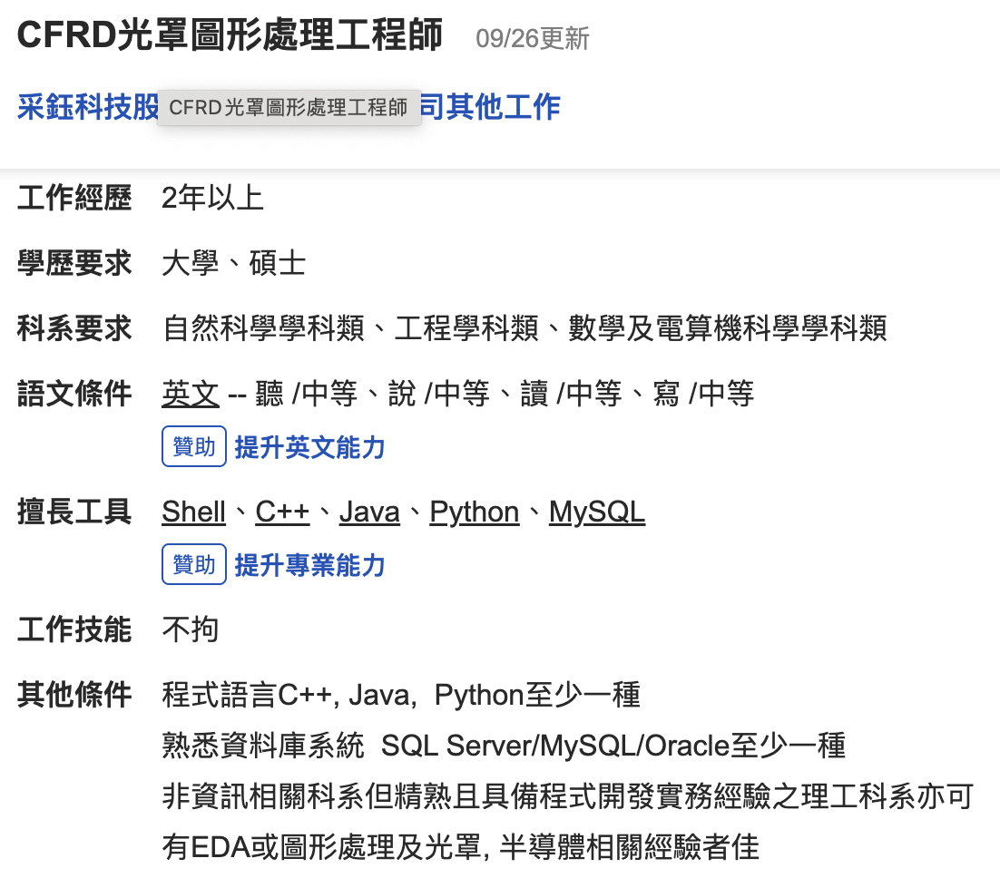 CFRD光罩圖形處理工程師 09/26更新
采鈺科技股 CFRD光罩圖形處理工程師 司其他工作
工作經歷 2年以上
學歷要求 大學、碩士
科系要求 自然科學學科類、工程學科類、數學及電算機科學學科類
語文條件 英文 -- 聽 /中等、說 /中等、讀 /中等、寫 /中等
贊助 提升英文能力
擅長工具 Shell、C++、Java、Python、MySQL
贊助 提升專業能力
工作技能 不拘
其他條件 程式語言C++, Java, Python至少一種
熟悉資料庫系統 SQL Server/MySQL/Oracle至少一種
非資訊相關科系但精熟且具備程式開發實務經驗之理工科系亦可
有EDA或圖形處理及光罩, 半導體相關經驗者佳